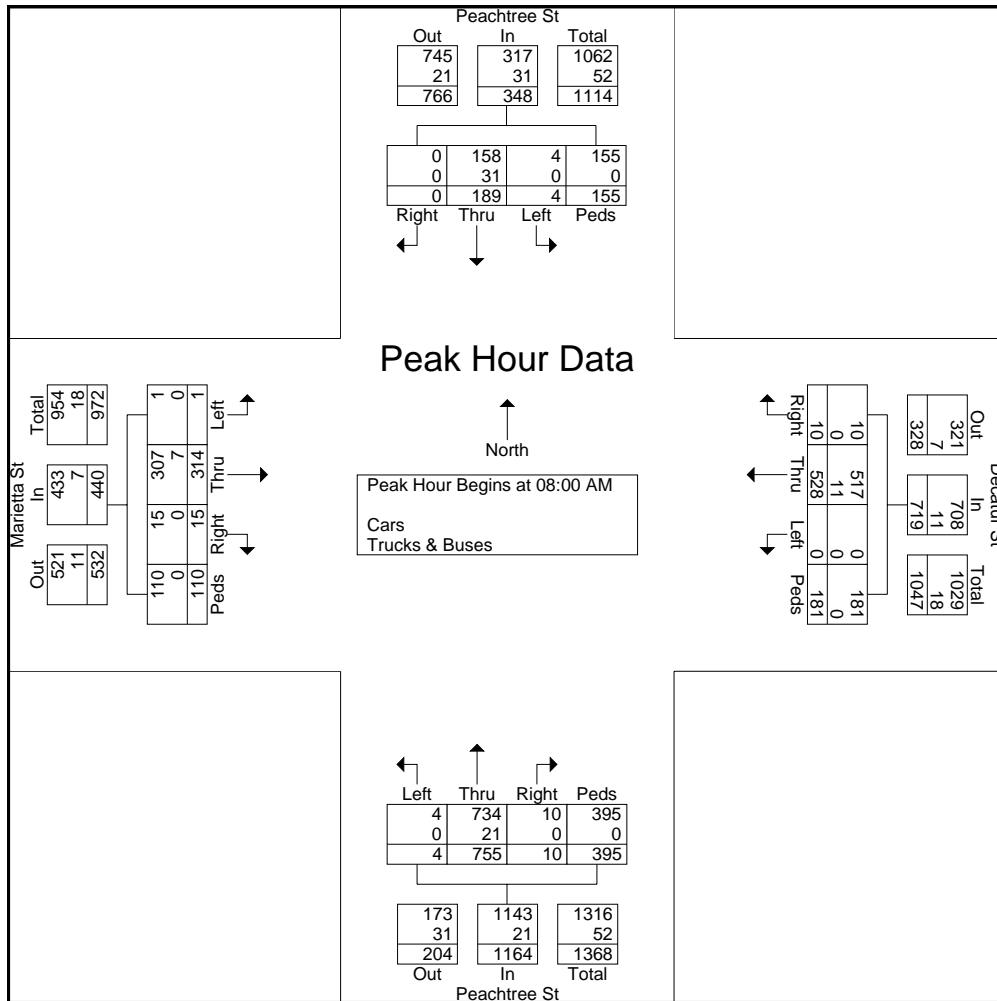 Peachtree St
Out In Total
745 317 1062
21 31 52
766 348 1114
0 158 4 155
0 31 0 0
0 189 4 155
Right Thru Left Peds
Peak Hour Data
North
Peak Hour Begins at 08:00 AM
Cars
Trucks & Buses
Marietta St
Out In Total
521 433 954
11 7 18
532 440 972
110 15 307 1
0 0 7 0
110 15 314 1
Peds Right Thru Left
Decatur St
Out In Total
321 708 1029
7 11 18
328 719 1047
10 517 0 181
0 11 0 0
10 528 0 181
Right Thru Left Peds
Left Thru Right Peds
4 734 10 395
0 21 0 0
4 755 10 395
173 1143 1316
31 21 52
204 1164 1368
Out In Total
Peachtree St